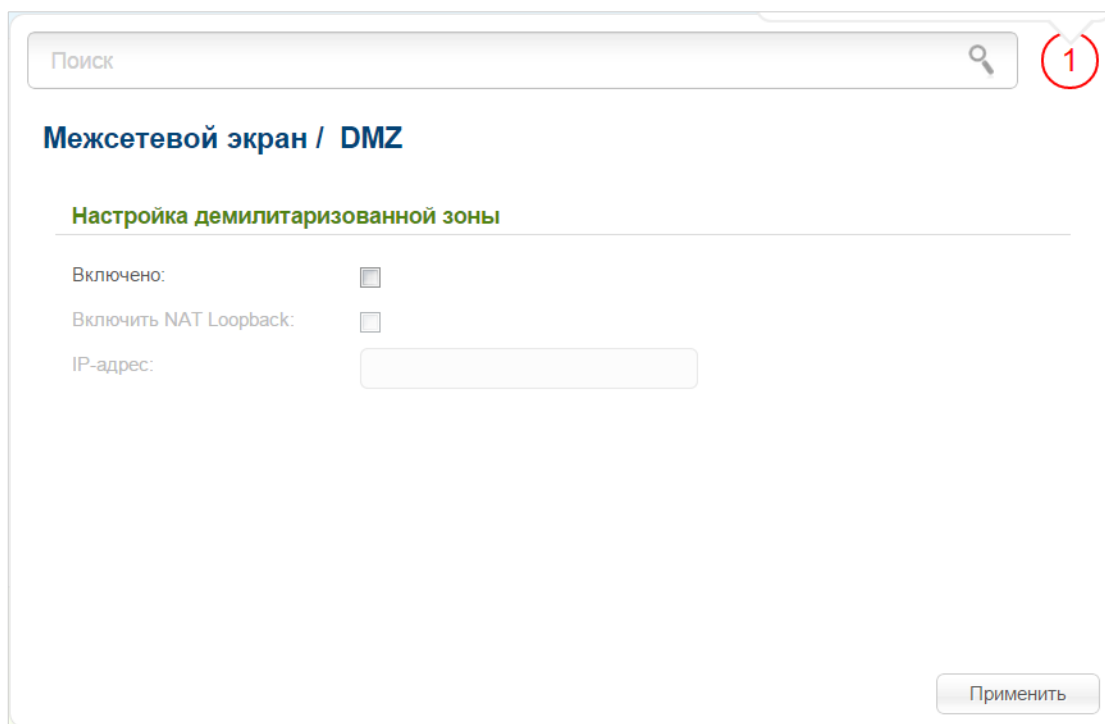 Поиск
1
Межсетевой экран / DMZ
Настройка демилитаризованной зоны
Включено:
Включить NAT Loopback:
IP-адрес:
Применить